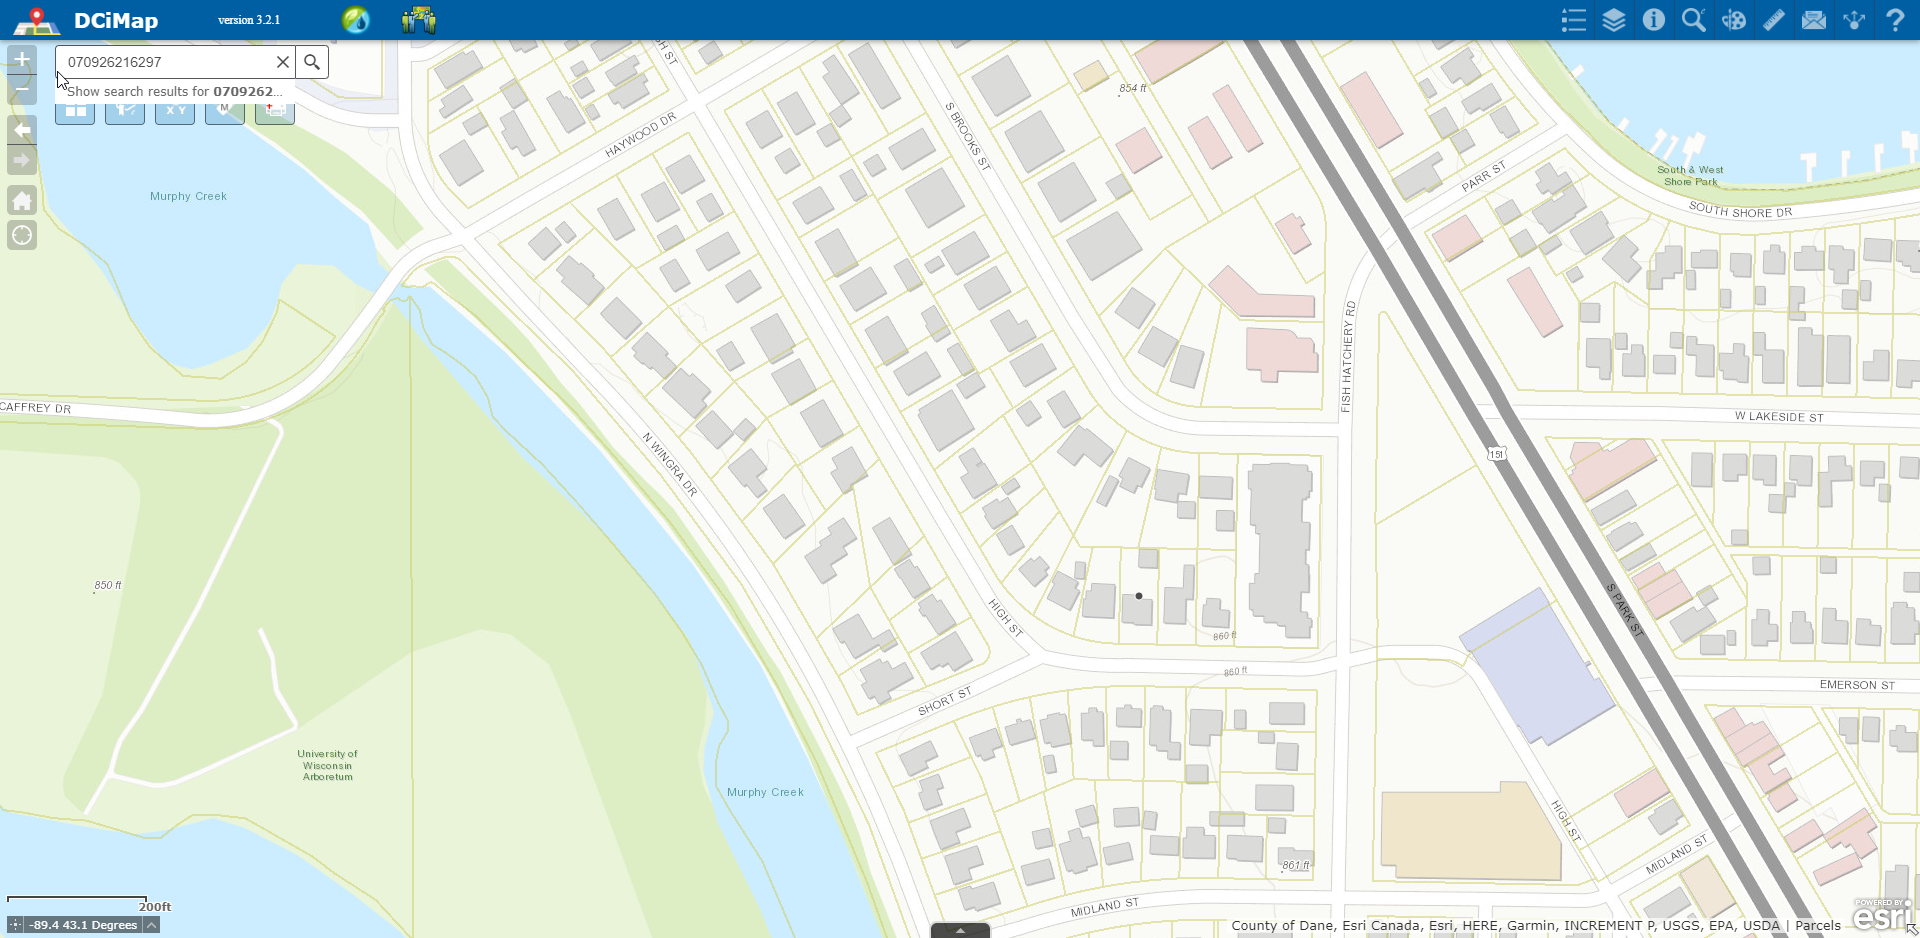 DCiMap
version 3.2.1
+
070926216297
−
Show search results for 0709262...
X Y
M
HIGH ST
HAYWOOD DR
S BROOKS ST
854 ft
PARR ST
South & West
Shore Park
SOUTH SHORE DR
Murphy Creek
FISH HATCHERY RD
CAFFREY DR
W LAKESIDE ST
N WINGRA DR
151
850 ft
HIGH ST
S PARK ST
860 ft
860 ft
SHORT ST
EMERSON ST
University of
Wisconsin
Arboretum
Murphy Creek
HIGH ST
861 ft
MIDLAND ST
MIDLAND ST
200ft
-89.4 43.1 Degrees
County of Dane, Esri Canada, Esri, HERE, Garmin, INCREMENT P, USGS, EPA, USDA | Parcels
POWERED BY
esri